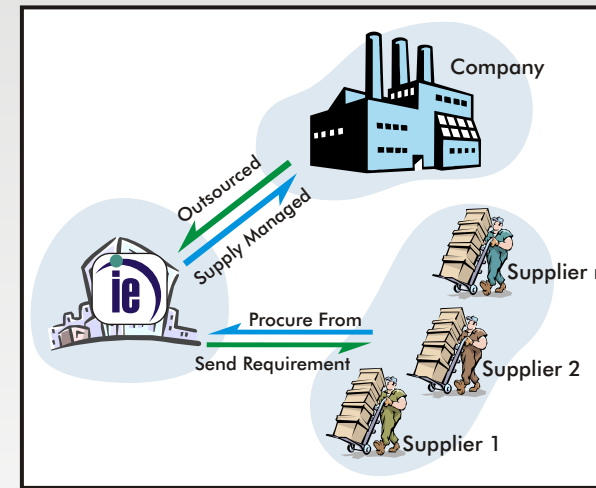 Company
Outsourced
Supply Managed
ie
Supplier n
Procure From
Send Requirement
Supplier 2
Supplier 1